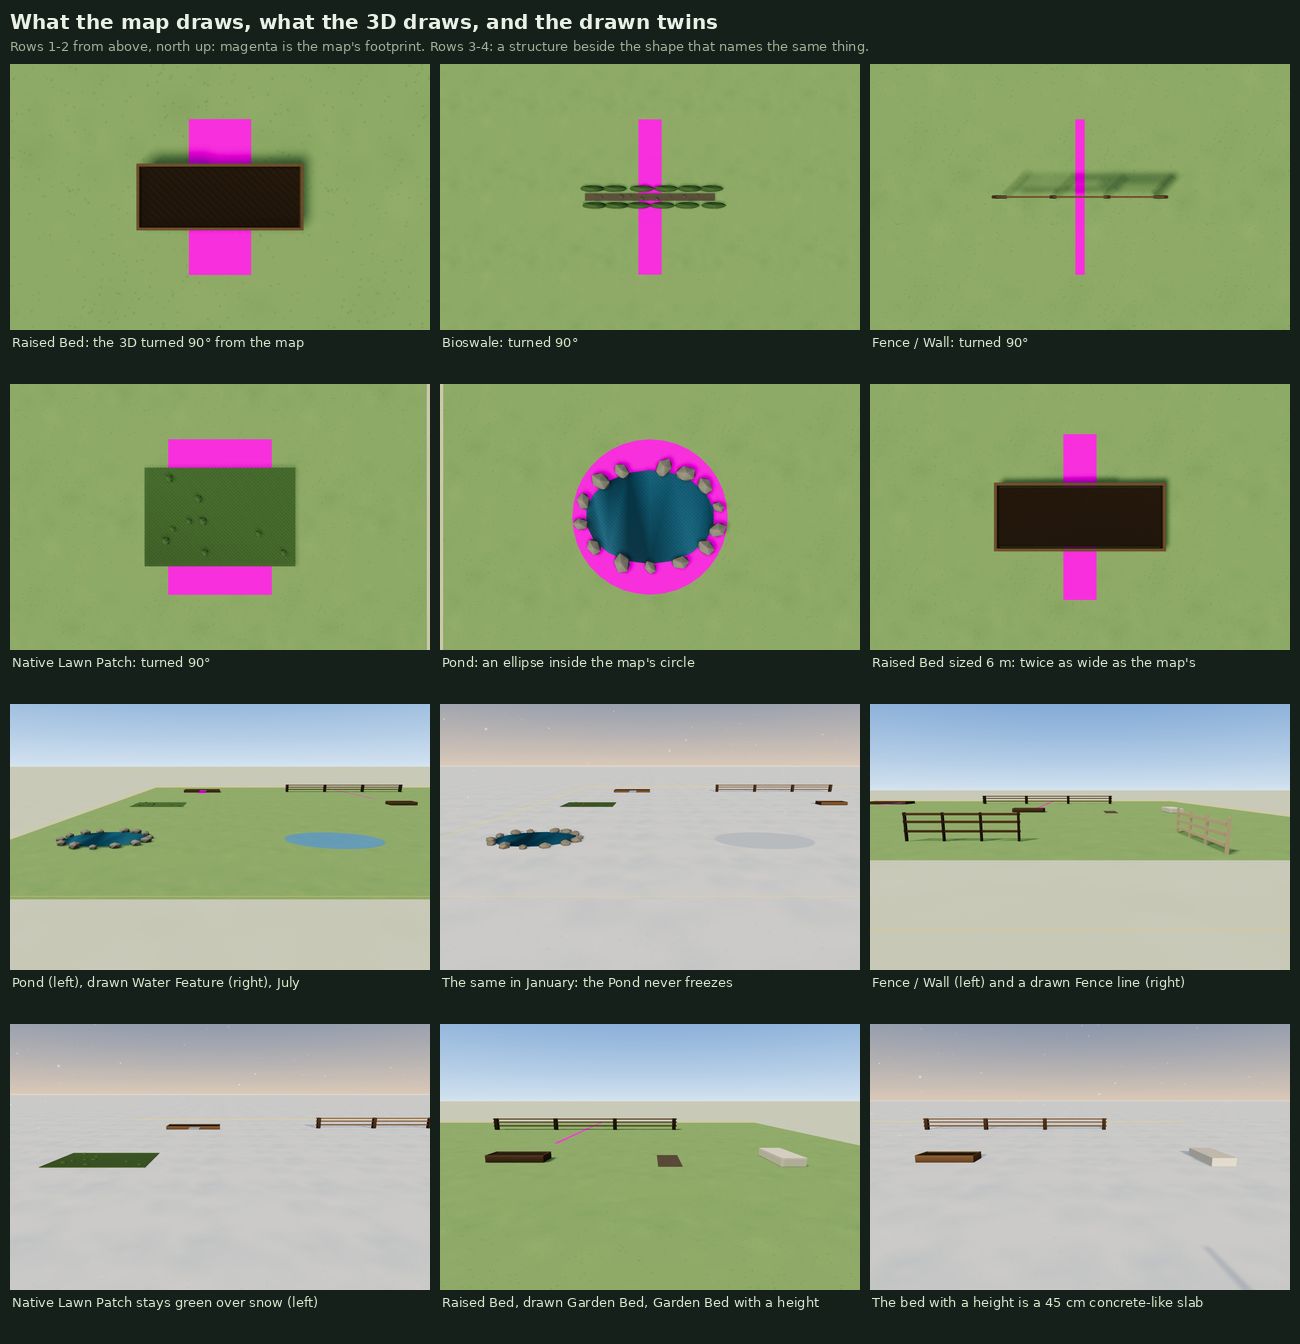 What the map draws, what the 3D draws, and the drawn twins
Rows 1-2 from above, north up: magenta is the map's footprint. Rows 3-4: a structure beside the shape that names the same thing.
Raised Bed: the 3D turned 90° from the map
Bioswale: turned 90°
Fence / Wall: turned 90°
Native Lawn Patch: turned 90°
Pond: an ellipse inside the map's circle
Raised Bed sized 6 m: twice as wide as the map's
Pond (left), drawn Water Feature (right), July
The same in January: the Pond never freezes
Fence / Wall (left) and a drawn Fence line (right)
Native Lawn Patch stays green over snow (left)
Raised Bed, drawn Garden Bed, Garden Bed with a height
The bed with a height is a 45 cm concrete-like slab